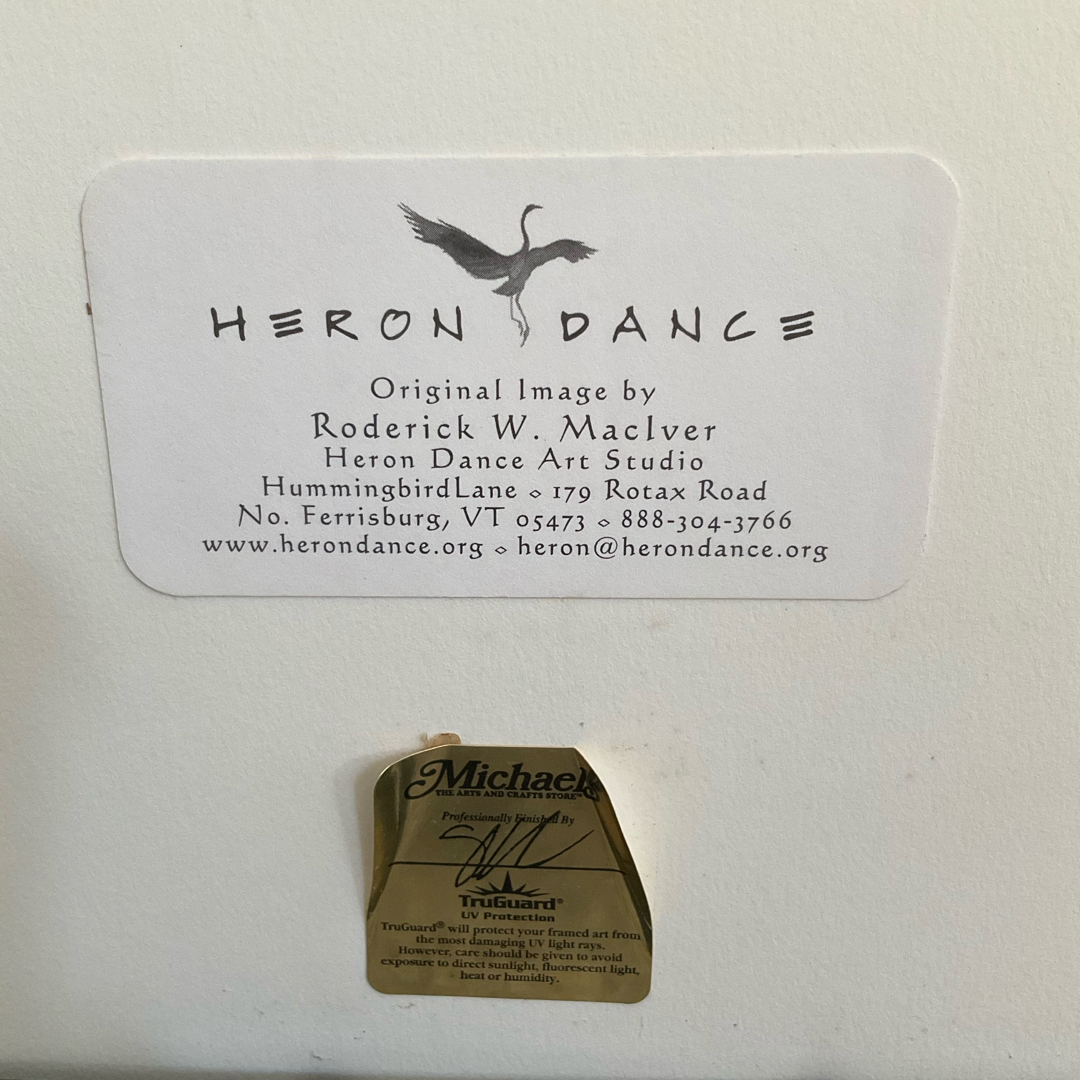 HERON DANCE
Original Image by
Roderick W. MacIver
Heron Dance Art Studio
HummingbirdLane ⋄ 179 Rotax Road
No. Ferrisburg, VT 05473 ⋄ 888-304-3766
www.herondance.org ⋄ heron@herondance.org
Michaels
THE ARTS AND CRAFTS STORE™
Professionally Finished By
TruGuard®
UV Protection
TruGuard® will protect your framed art from
the most damaging UV light rays.
However, care should be given to avoid
exposure to direct sunlight, fluorescent light,
heat or humidity.